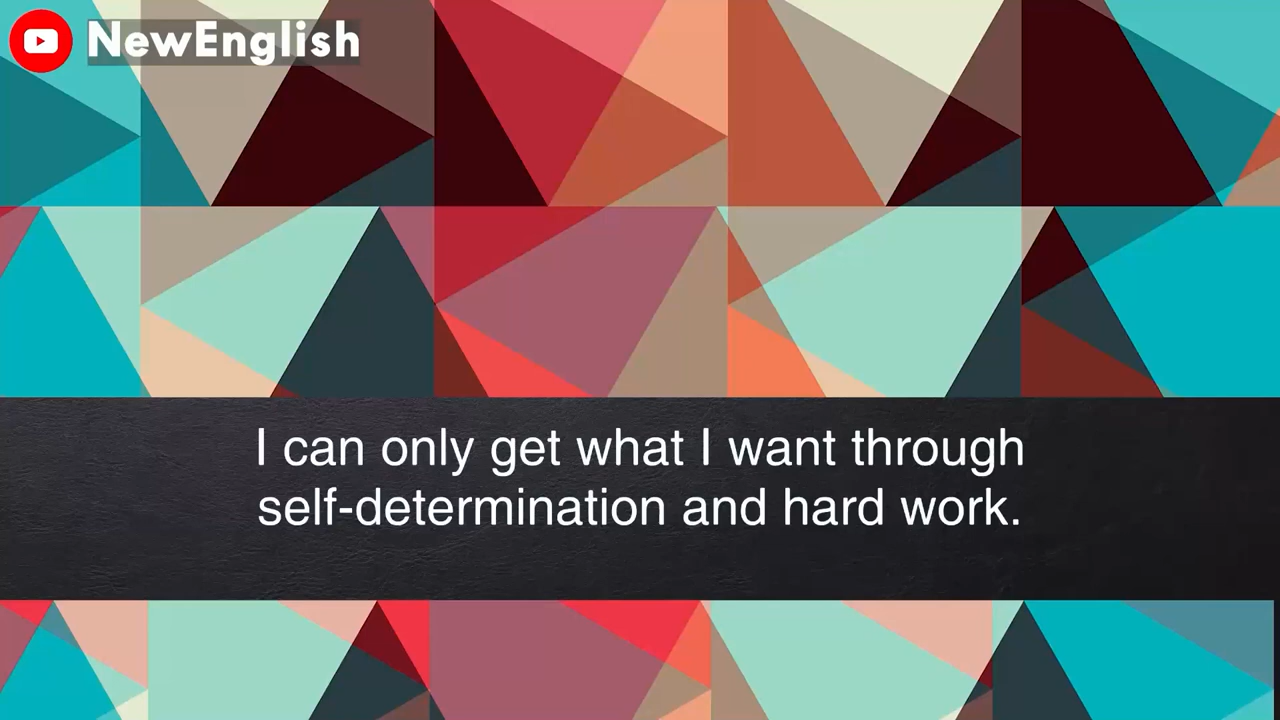 NewEnglish
I can only get what I want through
self-determination and hard work.